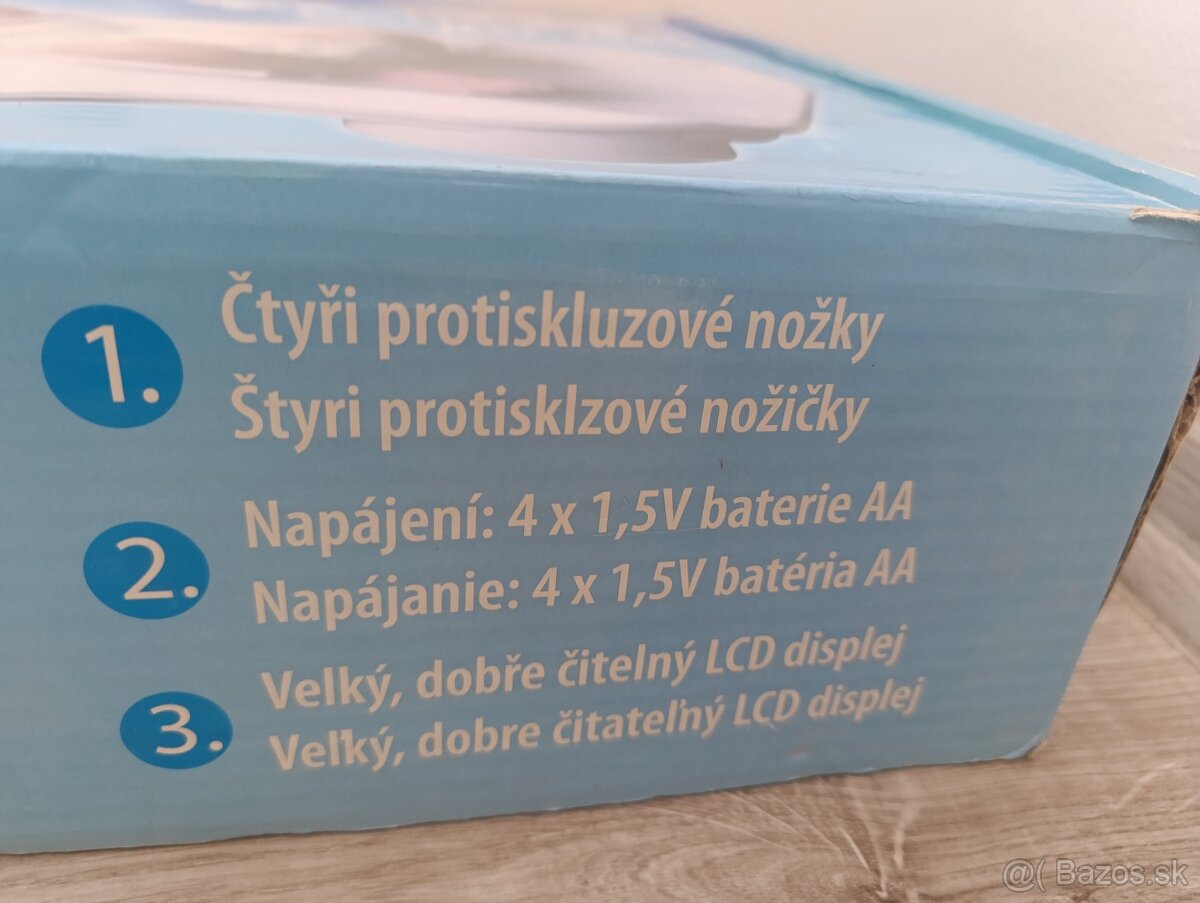 1.
Čtyři protiskluzové nožky
Štyri protisklzové nožičky
2.
Napájení: 4 x 1,5V baterie AA
Napájanie: 4 x 1,5V batéria AA
3.
Velký, dobře čitelný LCD displej
Veľký, dobre čitateľný LCD displej
@( Bazos.sk